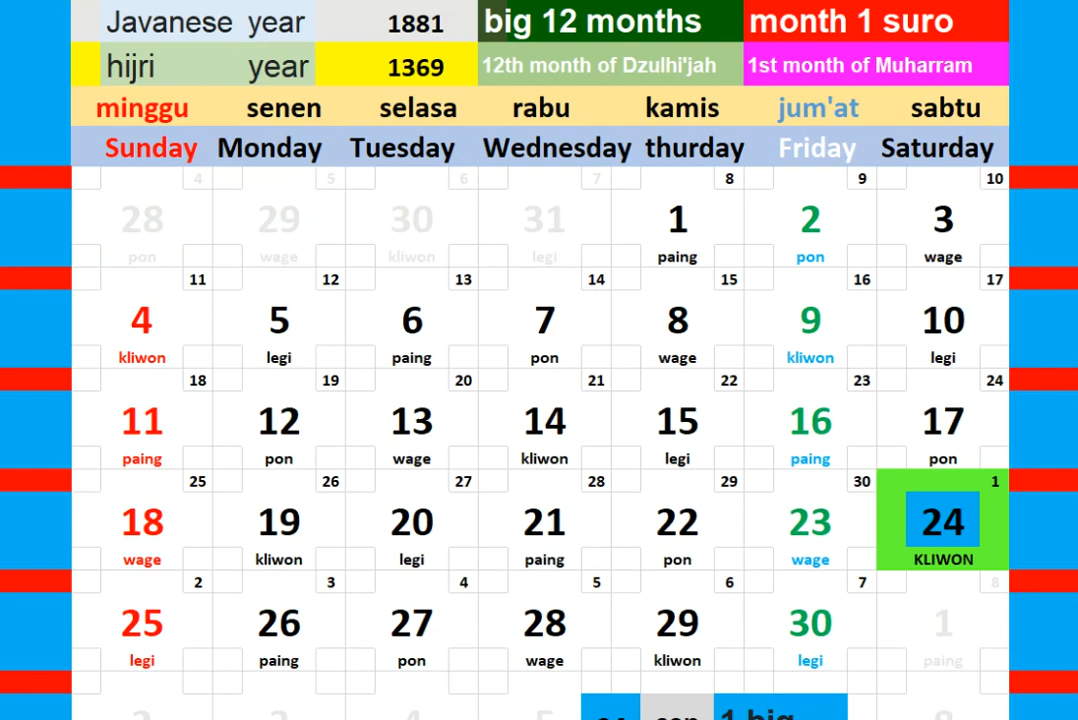 Javanese year 1881 big 12 months month 1 suro
hijri year 1369 12th month of Dzulhi'jah 1st month of Muharram
minggu senen selasa rabu kamis jum'at sabtu
Sunday Monday Tuesday Wednesday thurday Friday Saturday
4 5 6 7 8 9 10
28 29 30 31 1 2 3
pon wage kliwon legi paing pon wage
11 12 13 14 15 16 17
4 5 6 7 8 9 10
kliwon legi paing pon wage kliwon legi
18 19 20 21 22 23 24
11 12 13 14 15 16 17
paing pon wage kliwon legi paing pon
25 26 27 28 29 30 1
18 19 20 21 22 23 24
wage kliwon legi paing pon wage KLIWON
2 3 4 5 6 7 8
25 26 27 28 29 30 1
legi paing pon wage kliwon legi paing
1 big